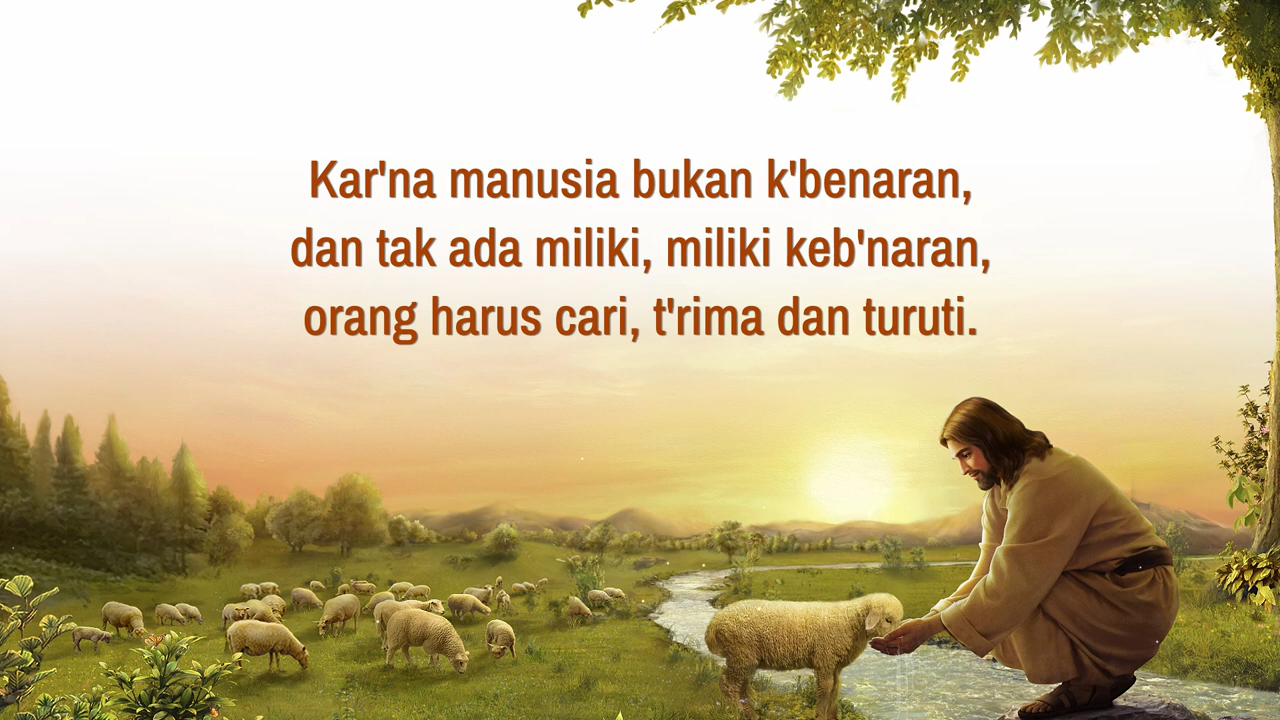 Kar'na manusia bukan k'benaran,
dan tak ada miliki, miliki keb'naran,
orang harus cari, t'rima dan turuti.